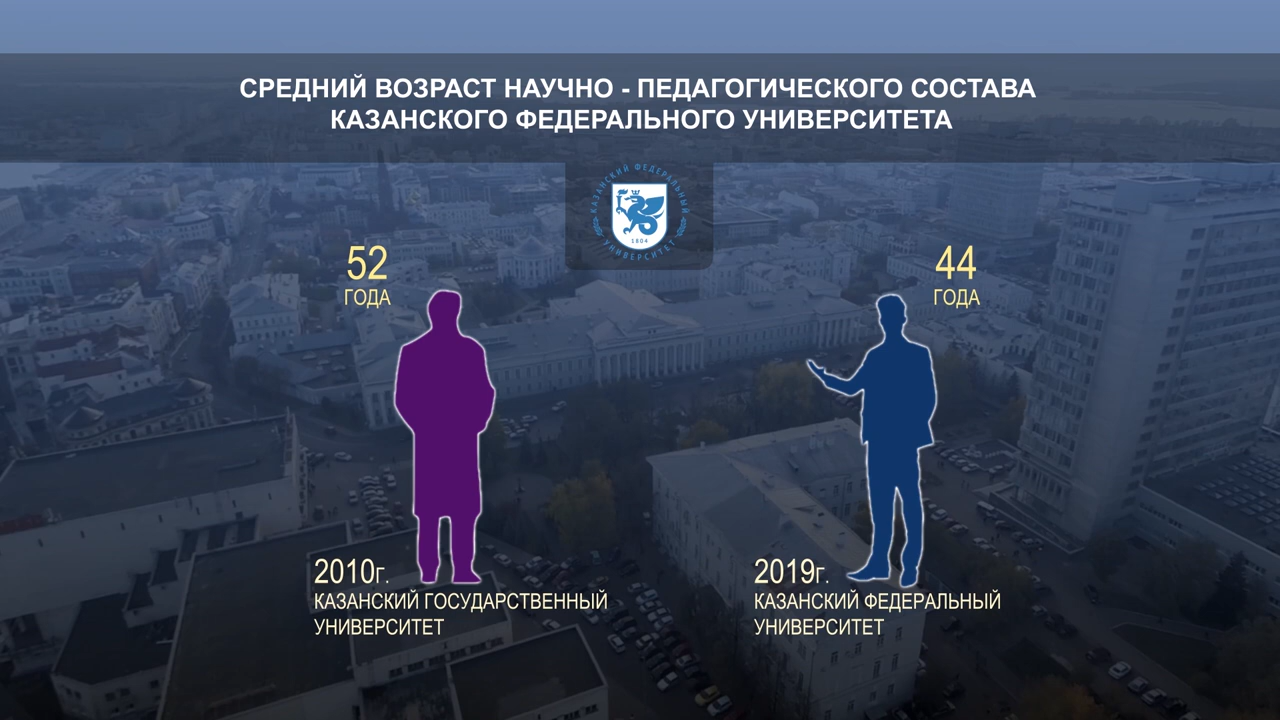 СРЕДНИЙ ВОЗРАСТ НАУЧНО - ПЕДАГОГИЧЕСКОГО СОСТАВА
КАЗАНСКОГО ФЕДЕРАЛЬНОГО УНИВЕРСИТЕТА
КАЗАНСКИЙ ФЕДЕРАЛЬНЫЙ
1804
УНИВЕРСИТЕТ
52
ГОДА
44
ГОДА
2010г.
КАЗАНСКИЙ ГОСУДАРСТВЕННЫЙ
УНИВЕРСИТЕТ
2019г.
КАЗАНСКИЙ ФЕДЕРАЛЬНЫЙ
УНИВЕРСИТЕТ